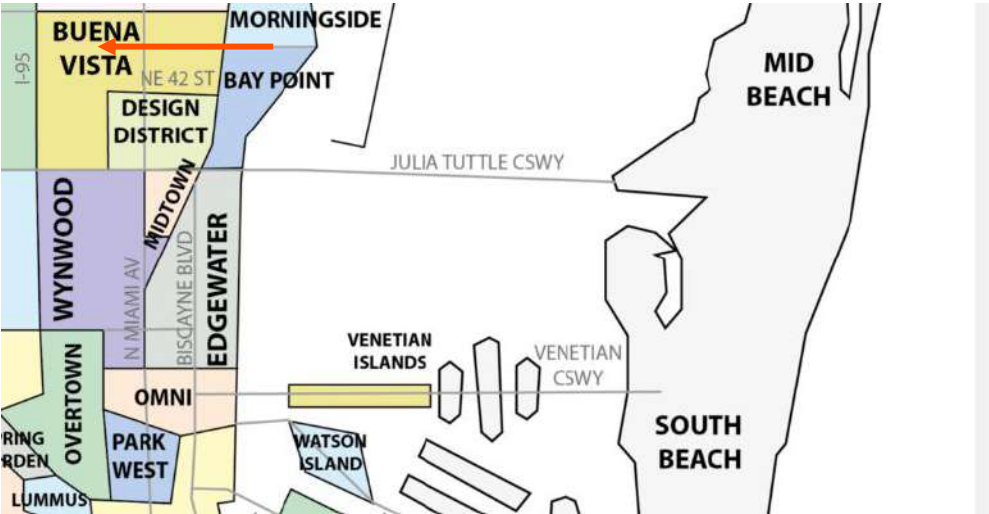 MORNINGSIDE
BUENA
VISTA
I-95
NE 42 ST
BAY POINT
MID
BEACH
DESIGN
DISTRICT
JULIA TUTTLE CSWY
MIDTOWN
WYNWOOD
N MIAMI AV
BISCAYNE BLVD
EDGEWATER
VENETIAN
ISLANDS
VENETIAN
CSWY
OMNI
OVERTOWN
SOUTH
BEACH
PARK
WEST
WATSON
ISLAND
RING
RDEN
LUMMUS